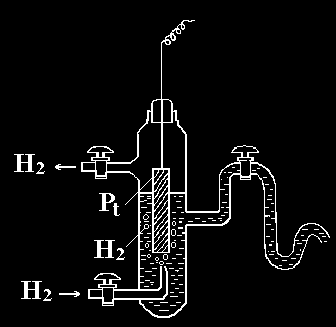 H₂ ←
Pt
H₂
H₂ →